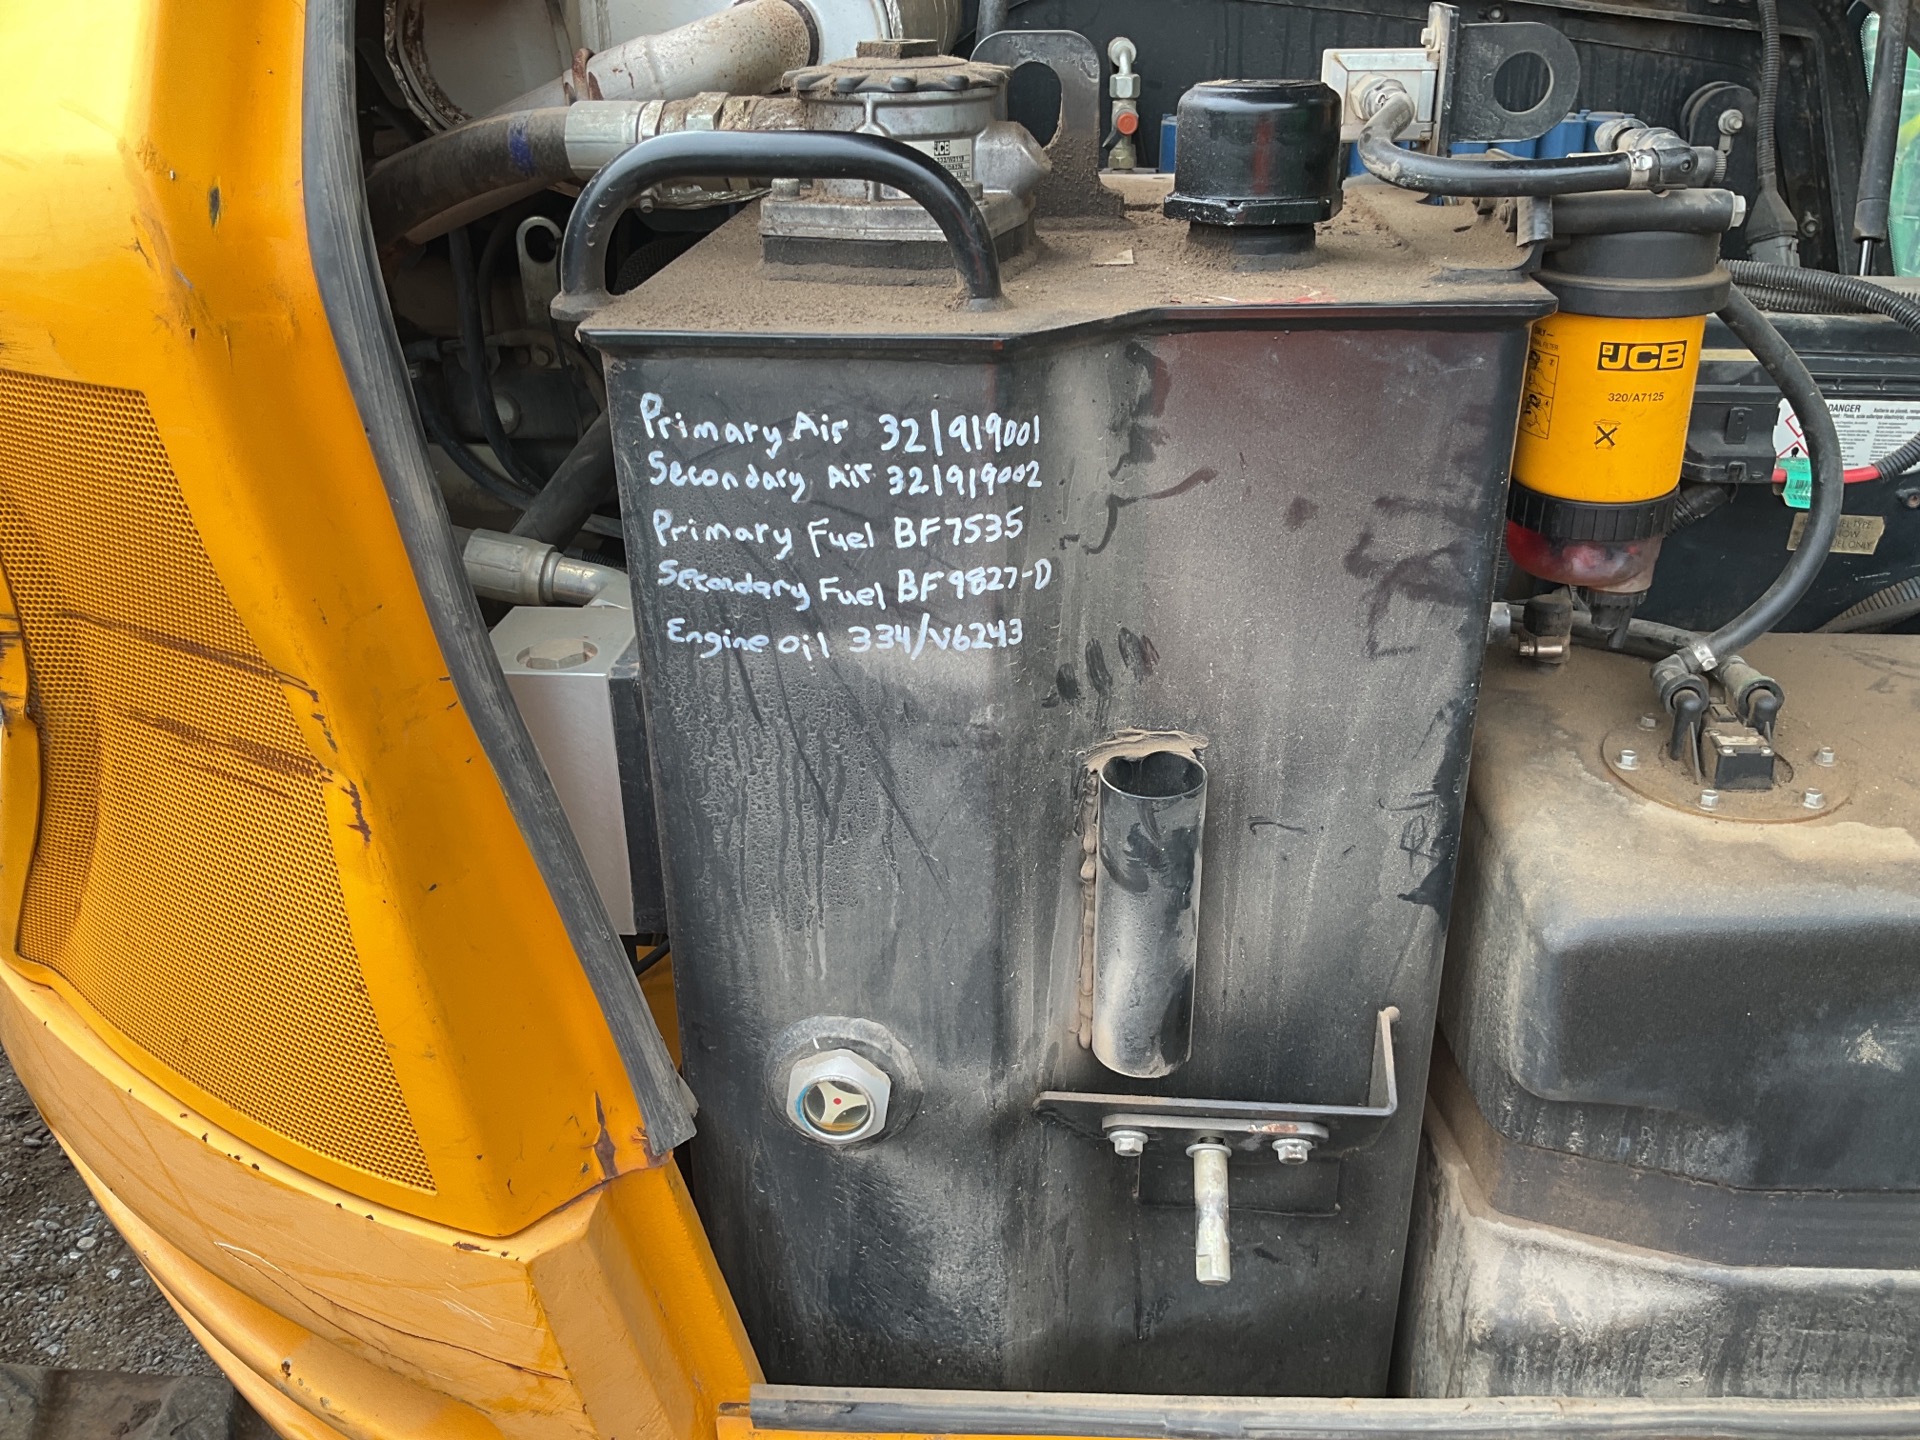 JCB
Primary Air 32/919001
Secondary Air 32/919002
Primary Fuel BF7535
Secondary Fuel BF9827-D
Engine oil 334/V6243
JCB
320/A7125
DANGER